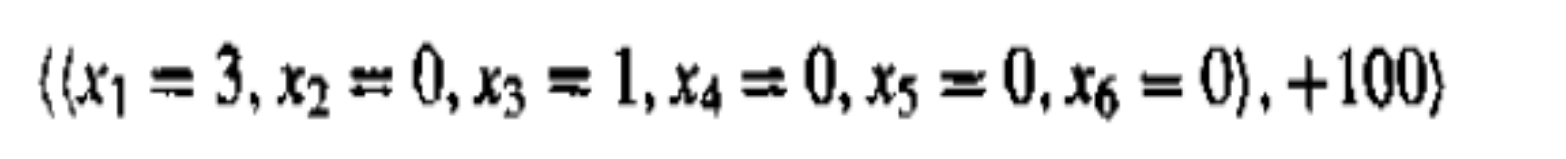 ⟨⟨x₁ = 3, x₂ = 0, x₃ = 1, x₄ = 0, x₅ = 0, x₆ = 0⟩, +100⟩